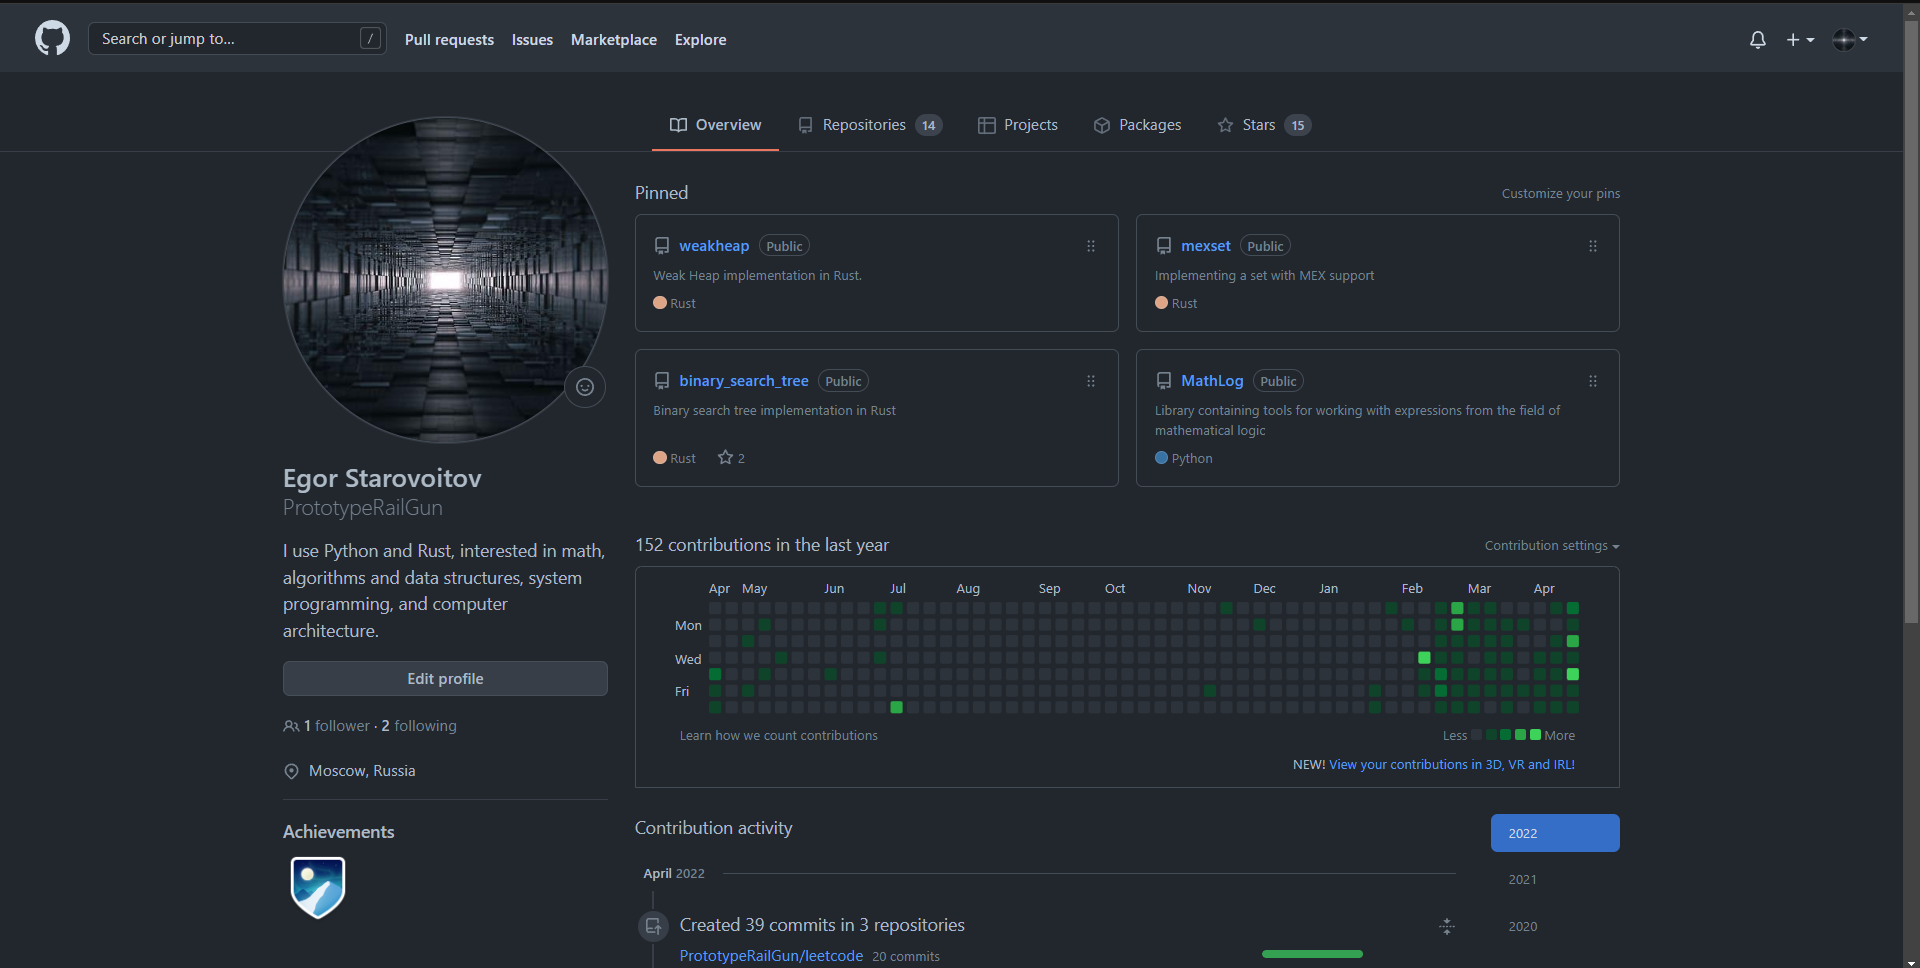 Search or jump to... /
Pull requests Issues Marketplace Explore
Overview Repositories 14 Projects Packages Stars 15
Egor Starovoitov
PrototypeRailGun
I use Python and Rust, interested in math,
algorithms and data structures, system
programming, and computer
architecture.
Edit profile
1 follower · 2 following
Moscow, Russia
Achievements
Pinned
Customize your pins
weakheap Public
Weak Heap implementation in Rust.
Rust
mexset Public
Implementing a set with MEX support
Rust
binary_search_tree Public
Binary search tree implementation in Rust
Rust 2
MathLog Public
Library containing tools for working with expressions from the field of
mathematical logic
Python
152 contributions in the last year
Contribution settings
Apr May Jun Jul Aug Sep Oct Nov Dec Jan Feb Mar Apr
Mon
Wed
Fri
Learn how we count contributions
Less More
NEW! View your contributions in 3D, VR and IRL!
Contribution activity
2022
2021
2020
April 2022
Created 39 commits in 3 repositories
PrototypeRailGun/leetcode 20 commits